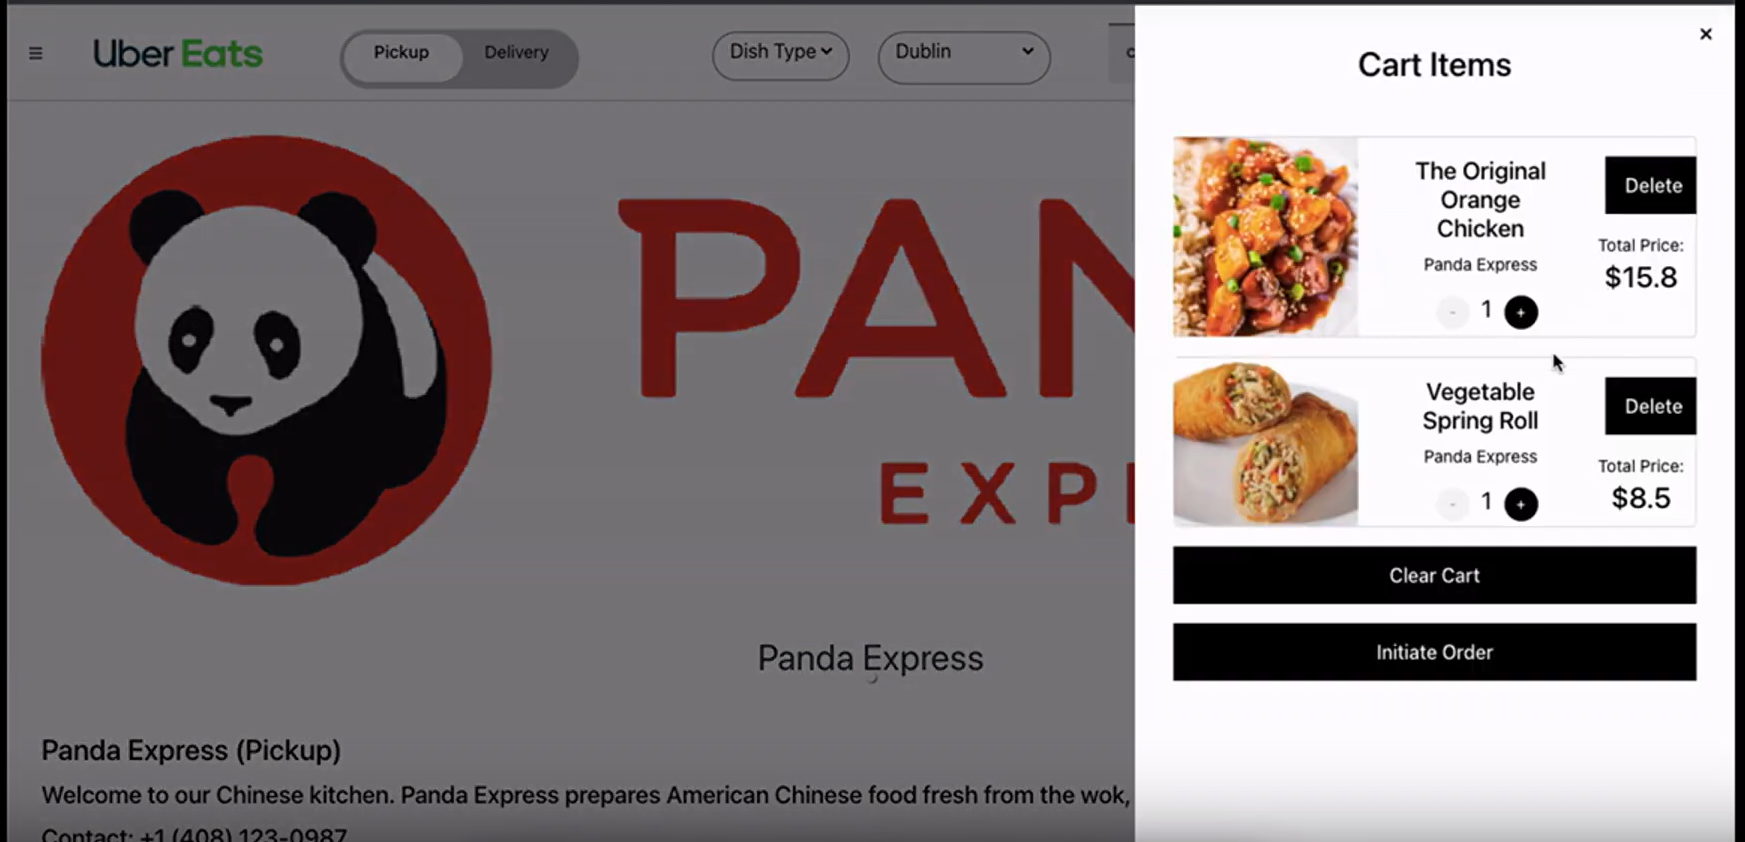 ≡
Uber Eats
Pickup
Delivery
Dish Type
Dublin
PAN
EXP
Panda Express
Panda Express (Pickup)
Welcome to our Chinese kitchen. Panda Express prepares American Chinese food fresh from the wok,
Contact: +1 (408) 123-0987
×
Cart Items
The Original
Orange
Chicken
Panda Express
- 1 +
Delete
Total Price:
$15.8
Vegetable
Spring Roll
Panda Express
- 1 +
Delete
Total Price:
$8.5
Clear Cart
Initiate Order